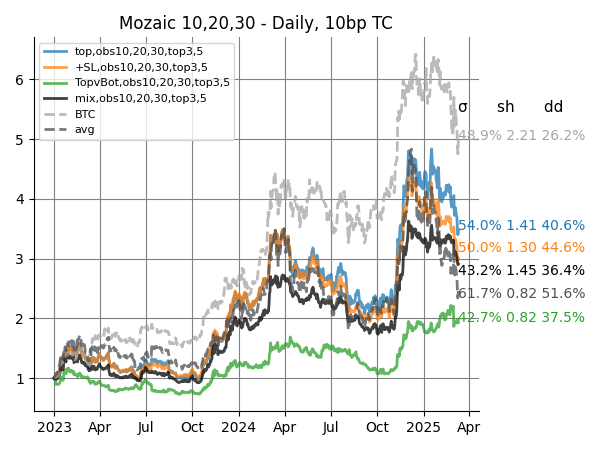 Mozaic 10,20,30 - Daily, 10bp TC
top,obs10,20,30,top3,5
+SL,obs10,20,30,top3,5
TopvBot,obs10,20,30,top3,5
mix,obs10,20,30,top3,5
BTC
avg
σ sh dd
48.9% 2.21 26.2%
54.0% 1.41 40.6%
50.0% 1.30 44.6%
43.2% 1.45 36.4%
61.7% 0.82 51.6%
42.7% 0.82 37.5%
6
5
4
3
2
1
2023 Apr Jul Oct 2024 Apr Jul Oct 2025 Apr